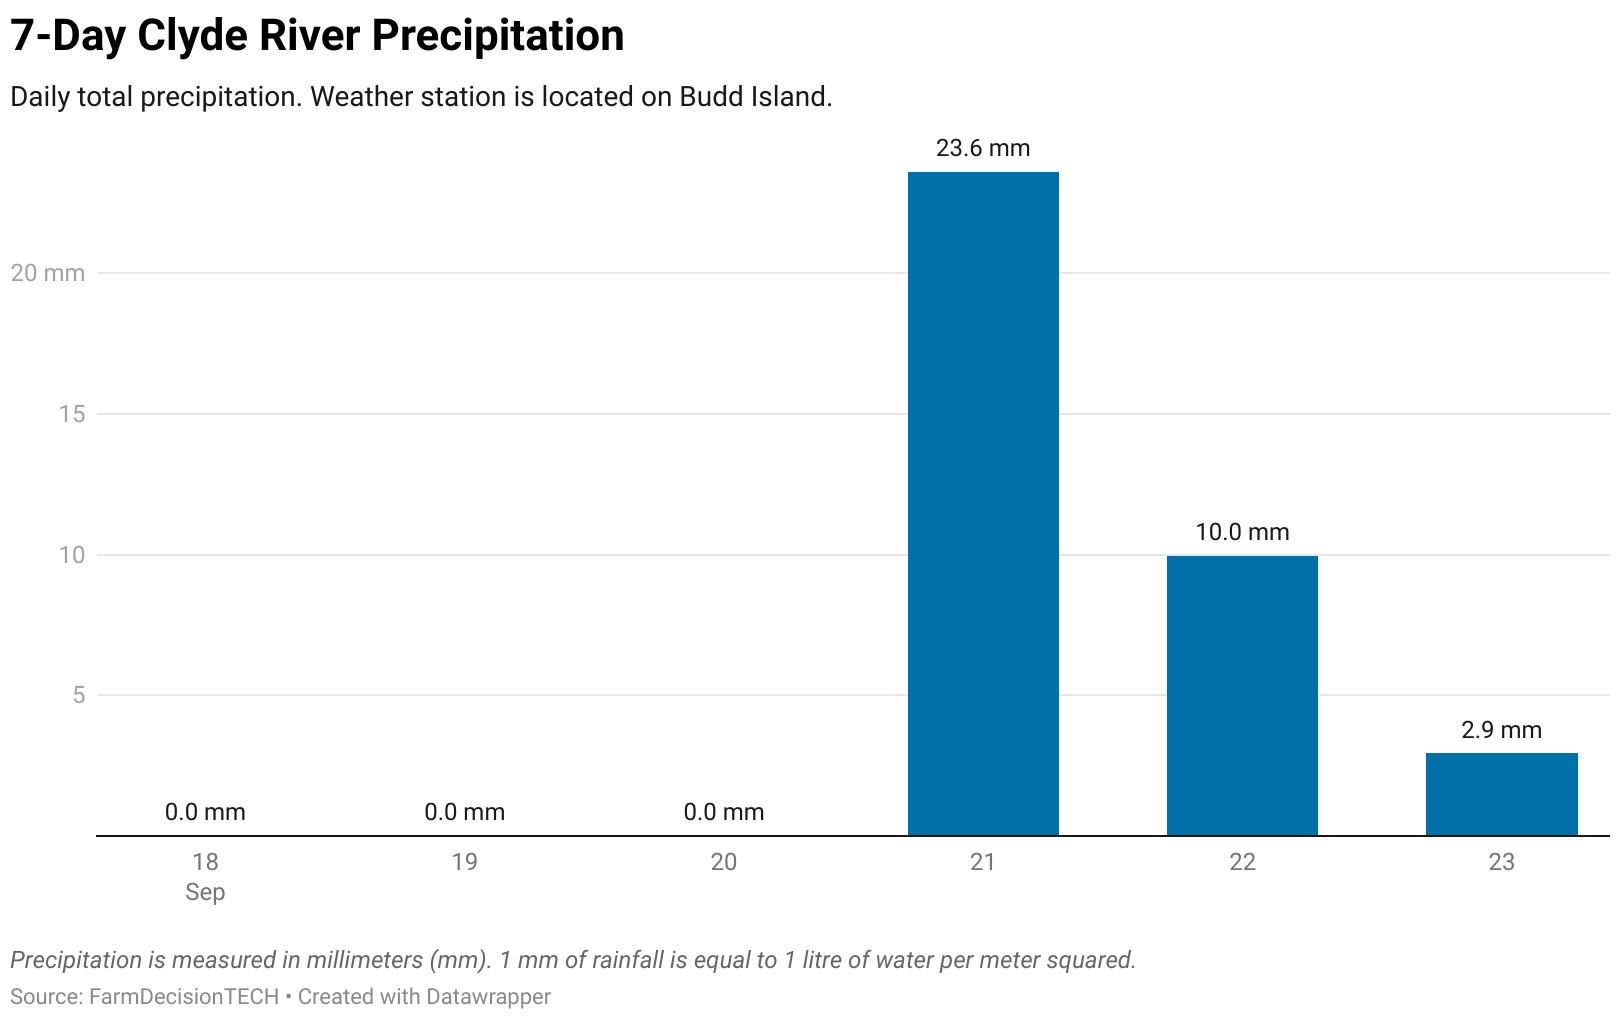 7-Day Clyde River Precipitation
Daily total precipitation. Weather station is located on Budd Island.
23.6 mm
20 mm
15
10.0 mm
10
5
2.9 mm
0.0 mm 0.0 mm 0.0 mm
18 19 20 21 22 23
Sep
Precipitation is measured in millimeters (mm). 1 mm of rainfall is equal to 1 litre of water per meter squared.
Source: FarmDecisionTECH • Created with Datawrapper